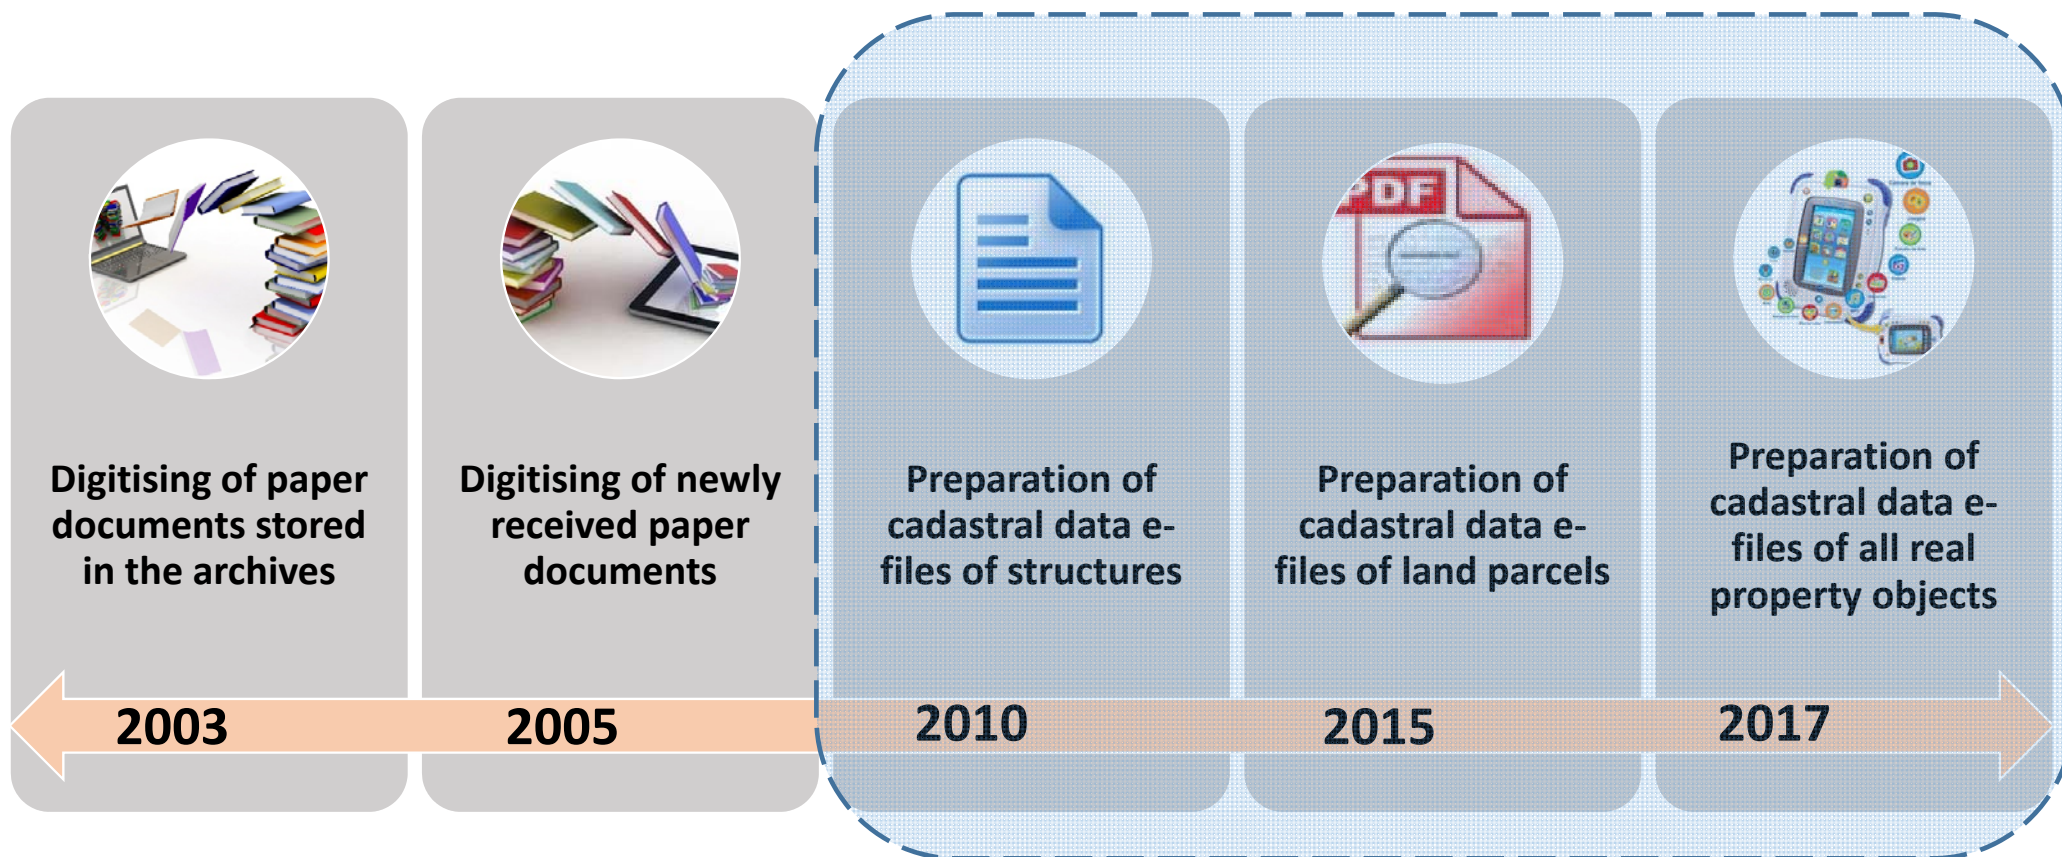 Digitising of paper
documents stored
in the archives
2003
Digitising of newly
received paper
documents
2005
Preparation of
cadastral data e-
files of structures
2010
PDF
Preparation of
cadastral data e-
files of land parcels
2015
Preparation of
cadastral data e-
files of all real
property objects
2017